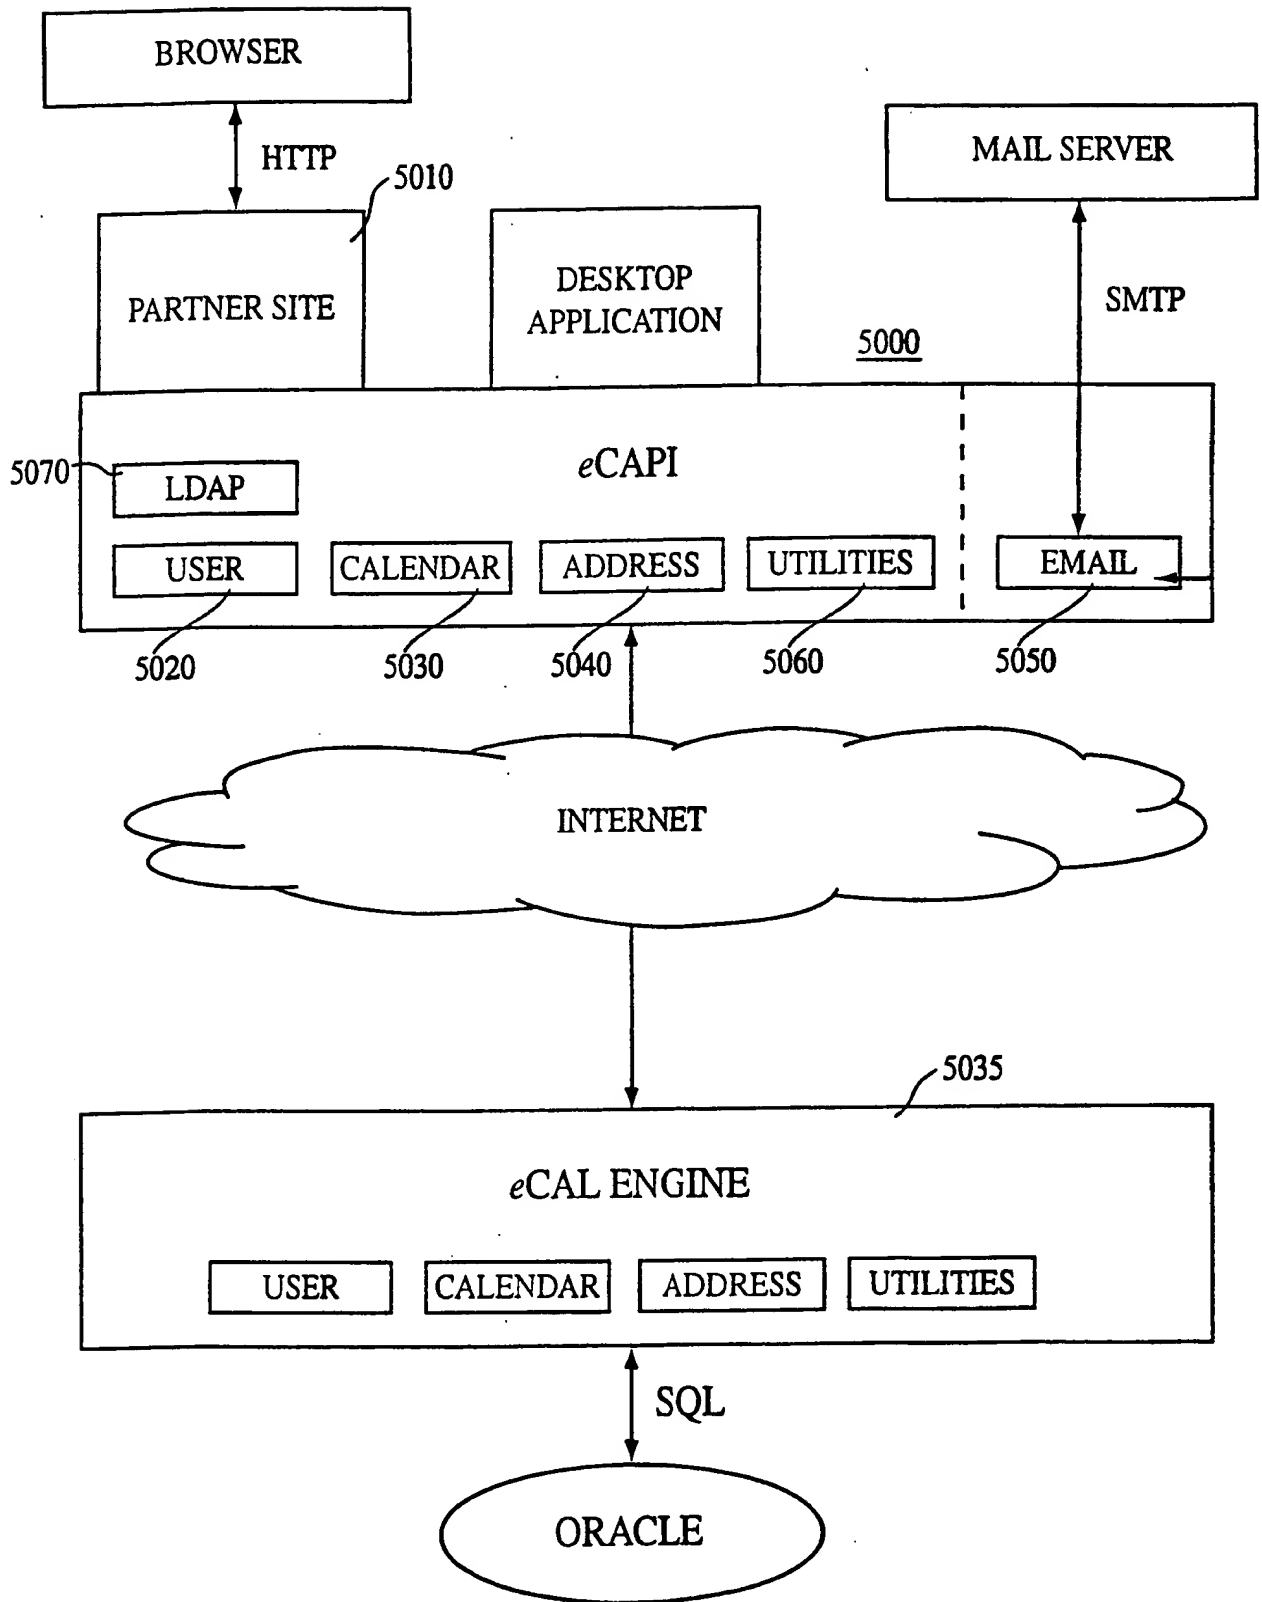 BROWSER
HTTP
MAIL SERVER
5010
PARTNER SITE
DESKTOP
APPLICATION
SMTP
5000
eCAPI
5070
LDAP
USER
CALENDAR
ADDRESS
UTILITIES
EMAIL
5020
5030
5040
5060
5050
INTERNET
5035
eCAL ENGINE
USER
CALENDAR
ADDRESS
UTILITIES
SQL
ORACLE